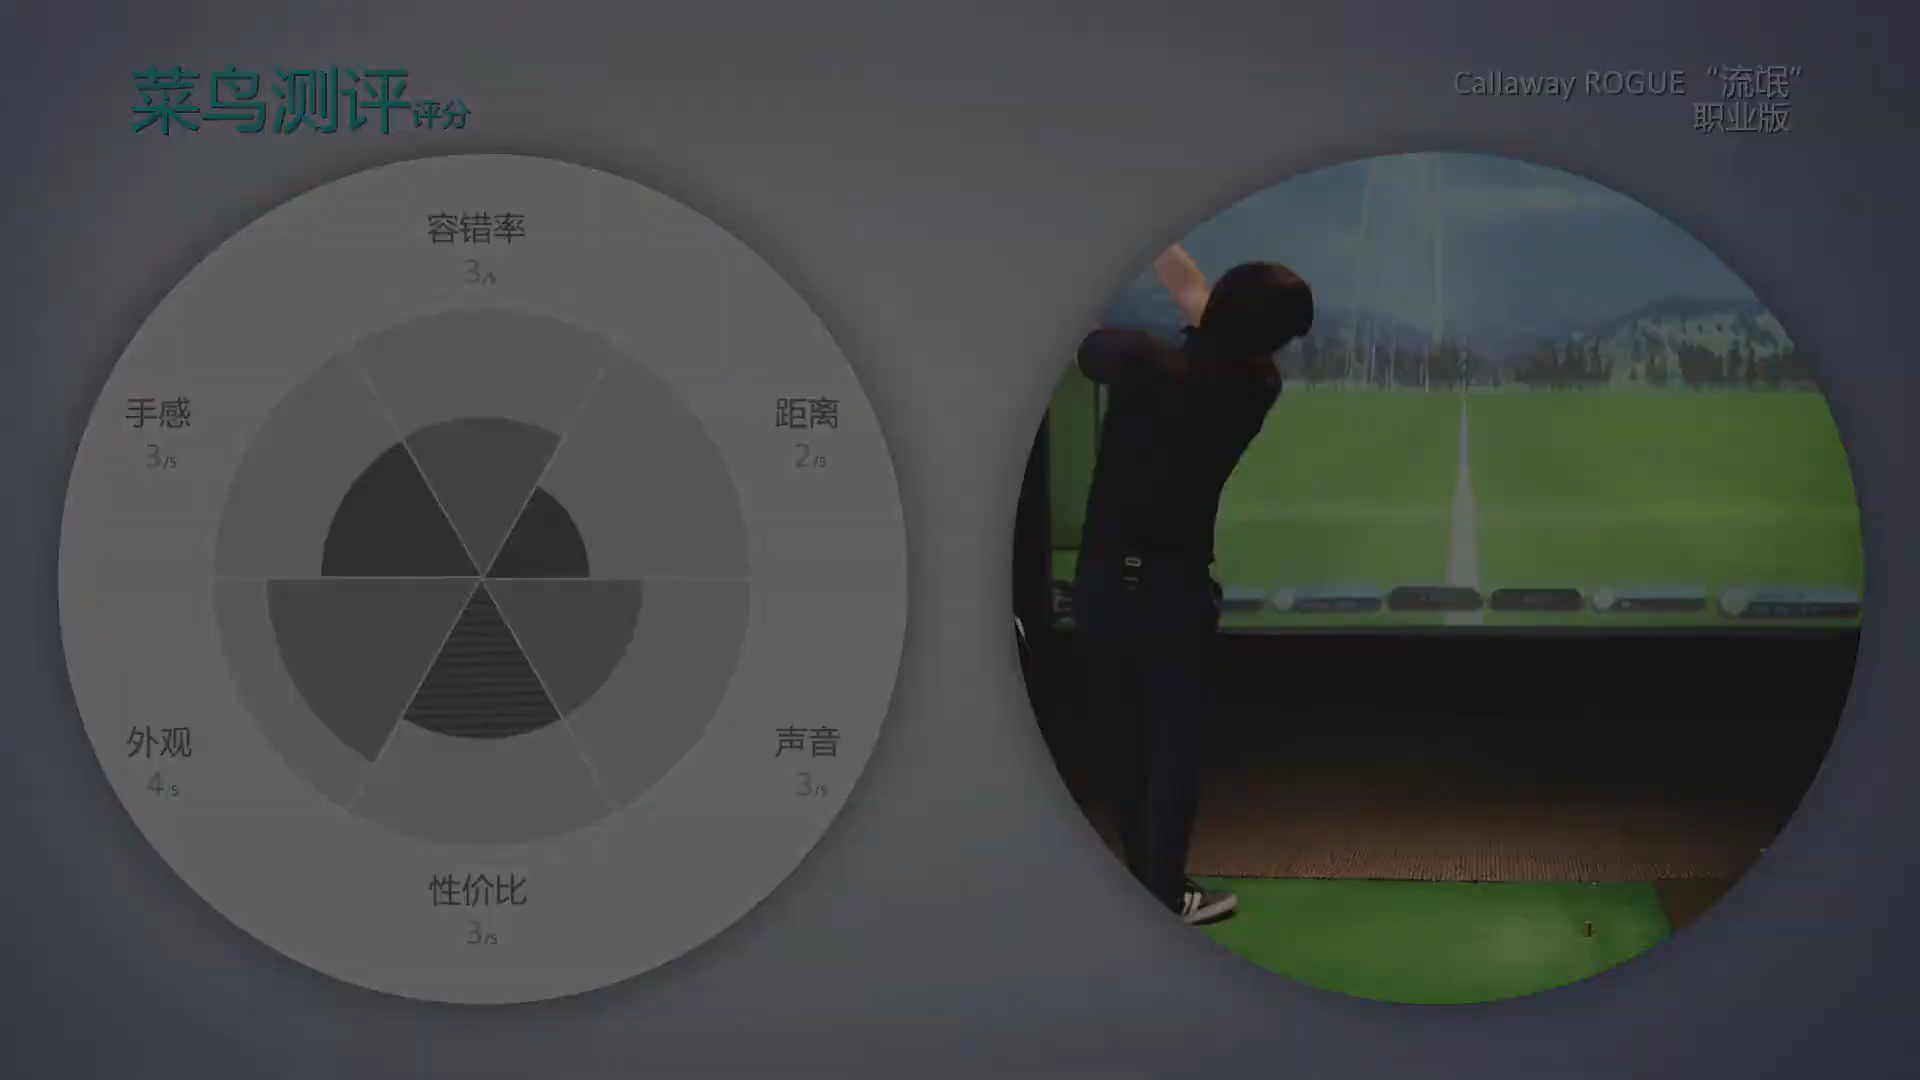 菜鸟测评评分
Callaway ROGUE “流氓”
职业版
容错率
3/5
手感
3/5
距离
2/5
外观
4/5
声音
3/5
性价比
3/5